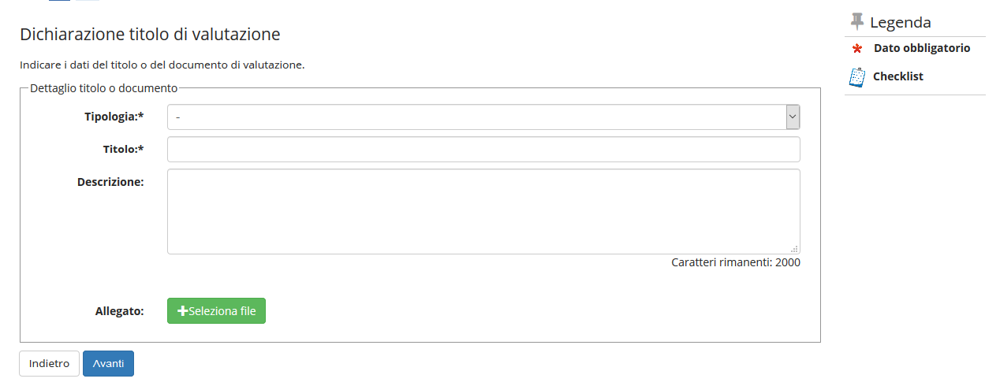 Dichiarazione titolo di valutazione
Indicare i dati del titolo o del documento di valutazione.
Dettaglio titolo o documento
Tipologia:*
-
Titolo:*
Descrizione:
Caratteri rimanenti: 2000
Allegato:
Seleziona file
Indietro
Avanti
Legenda
Dato obbligatorio
Checklist